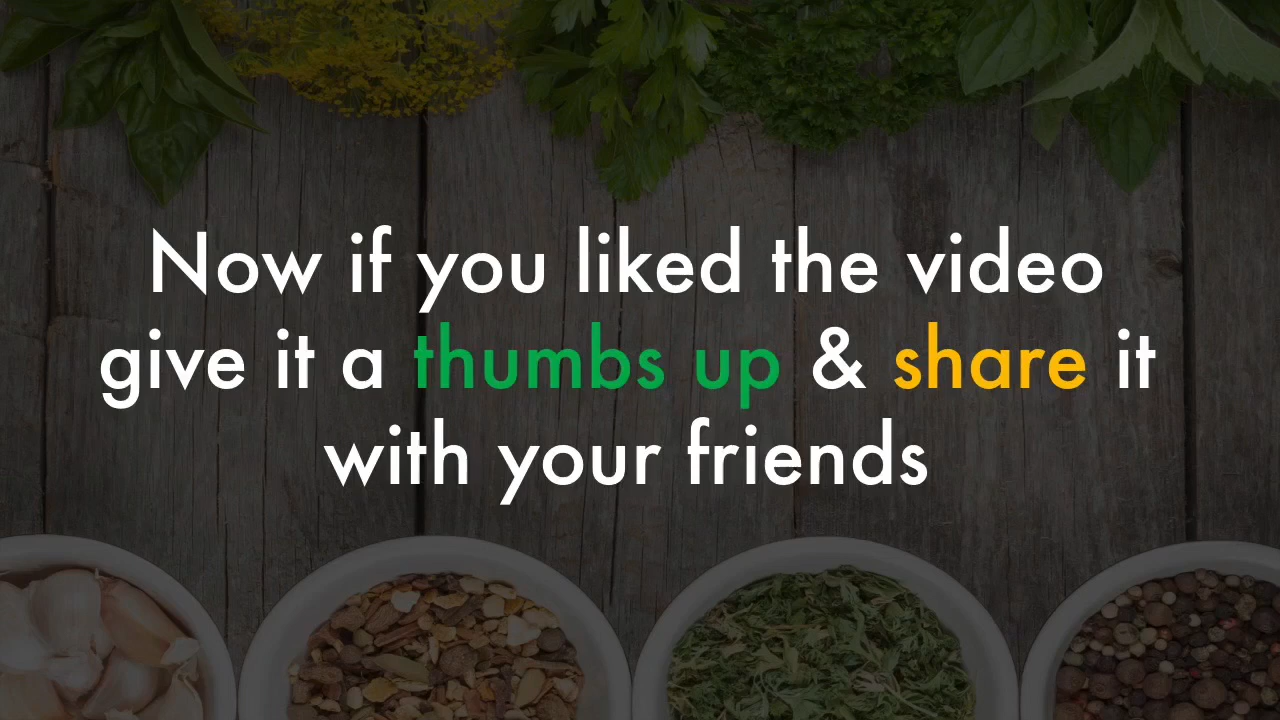 Now if you liked the video
give it a thumbs up & share it
with your friends